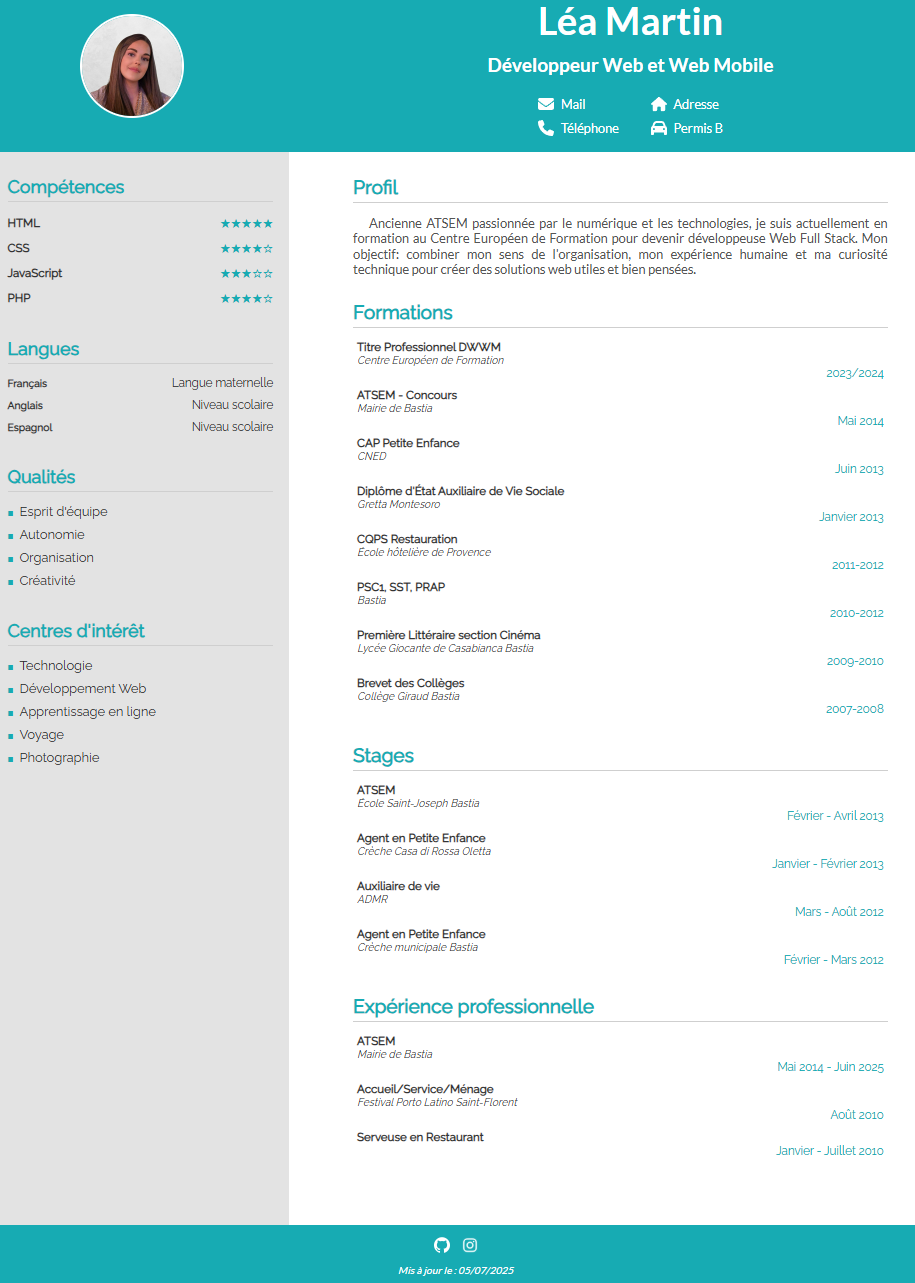 Léa Martin
Développeur Web et Web Mobile
Mail
Adresse
Téléphone
Permis B
Compétences
HTML ★★★★★
CSS ★★★★☆
JavaScript ★★★☆☆
PHP ★★★★☆
Langues
Français Langue maternelle
Anglais Niveau scolaire
Espagnol Niveau scolaire
Qualités
Esprit d'équipe
Autonomie
Organisation
Créativité
Centres d'intérêt
Technologie
Développement Web
Apprentissage en ligne
Voyage
Photographie
Profil
Ancienne ATSEM passionnée par le numérique et les technologies, je suis actuellement en
formation au Centre Européen de Formation pour devenir développeuse Web Full Stack. Mon
objectif: combiner mon sens de l'organisation, mon expérience humaine et ma curiosité
technique pour créer des solutions web utiles et bien pensées.
Formations
Titre Professionnel DWWM
Centre Européen de Formation
2023/2024
ATSEM - Concours
Mairie de Bastia
Mai 2014
CAP Petite Enfance
CNED
Juin 2013
Diplôme d'État Auxiliaire de Vie Sociale
Gretta Montesoro
Janvier 2013
CQPS Restauration
École hôtelière de Provence
2011-2012
PSC1, SST, PRAP
Bastia
2010-2012
Première Littéraire section Cinéma
Lycée Giocante de Casabianca Bastia
2009-2010
Brevet des Collèges
Collège Giraud Bastia
2007-2008
Stages
ATSEM
École Saint-Joseph Bastia
Février - Avril 2013
Agent en Petite Enfance
Crèche Casa di Rossa Oletta
Janvier - Février 2013
Auxiliaire de vie
ADMR
Mars - Août 2012
Agent en Petite Enfance
Crèche municipale Bastia
Février - Mars 2012
Expérience professionnelle
ATSEM
Mairie de Bastia
Mai 2014 - Juin 2025
Accueil/Service/Ménage
Festival Porto Latino Saint-Florent
Août 2010
Serveuse en Restaurant
Janvier - Juillet 2010
Mis à jour le : 05/07/2025